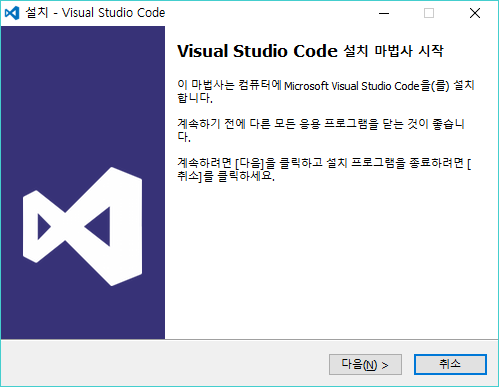 설치 - Visual Studio Code
Visual Studio Code 설치 마법사 시작
이 마법사는 컴퓨터에 Microsoft Visual Studio Code을(를) 설치
합니다.
계속하기 전에 다른 모든 응용 프로그램을 닫는 것이 좋습니
다.
계속하려면 [다음]을 클릭하고 설치 프로그램을 종료하려면 [
취소]를 클릭하세요.
다음(N) >
취소